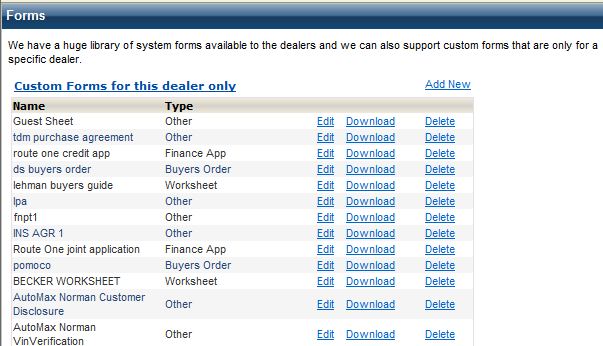 Forms
We have a huge library of system forms available to the dealers and we can also support custom forms that are only for a
specific dealer.
Custom Forms for this dealer only Add New
Name Type
Guest Sheet Other Edit Download Delete
tdm purchase agreement Other Edit Download Delete
route one credit app Finance App Edit Download Delete
ds buyers order Buyers Order Edit Download Delete
lehman buyers guide Worksheet Edit Download Delete
lpa Other Edit Download Delete
fnpt1 Other Edit Download Delete
INS AGR 1 Other Edit Download Delete
Route One joint application Finance App Edit Download Delete
pomoco Buyers Order Edit Download Delete
BECKER WORKSHEET Worksheet Edit Download Delete
AutoMax Norman Customer
Disclosure Other Edit Download Delete
AutoMax Norman
VinVerification Other Edit Download Delete